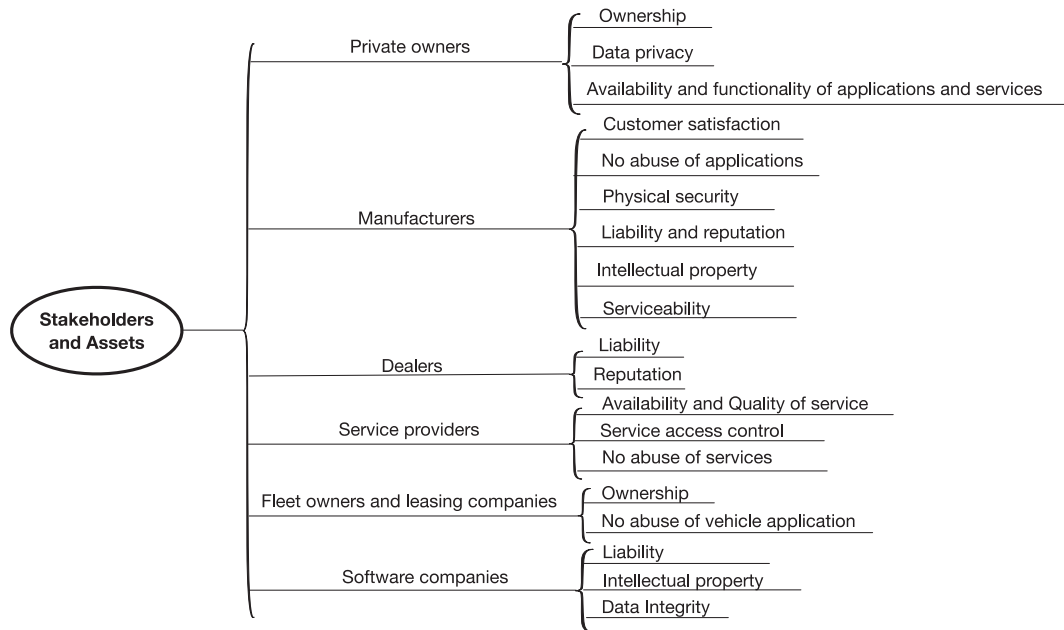 Stakeholders
and Assets
Private owners
Ownership
Data privacy
Availability and functionality of applications and services
Manufacturers
Customer satisfaction
No abuse of applications
Physical security
Liability and reputation
Intellectual property
Serviceability
Dealers
Liability
Reputation
Service providers
Availability and Quality of service
Service access control
No abuse of services
Fleet owners and leasing companies
Ownership
No abuse of vehicle application
Software companies
Liability
Intellectual property
Data Integrity